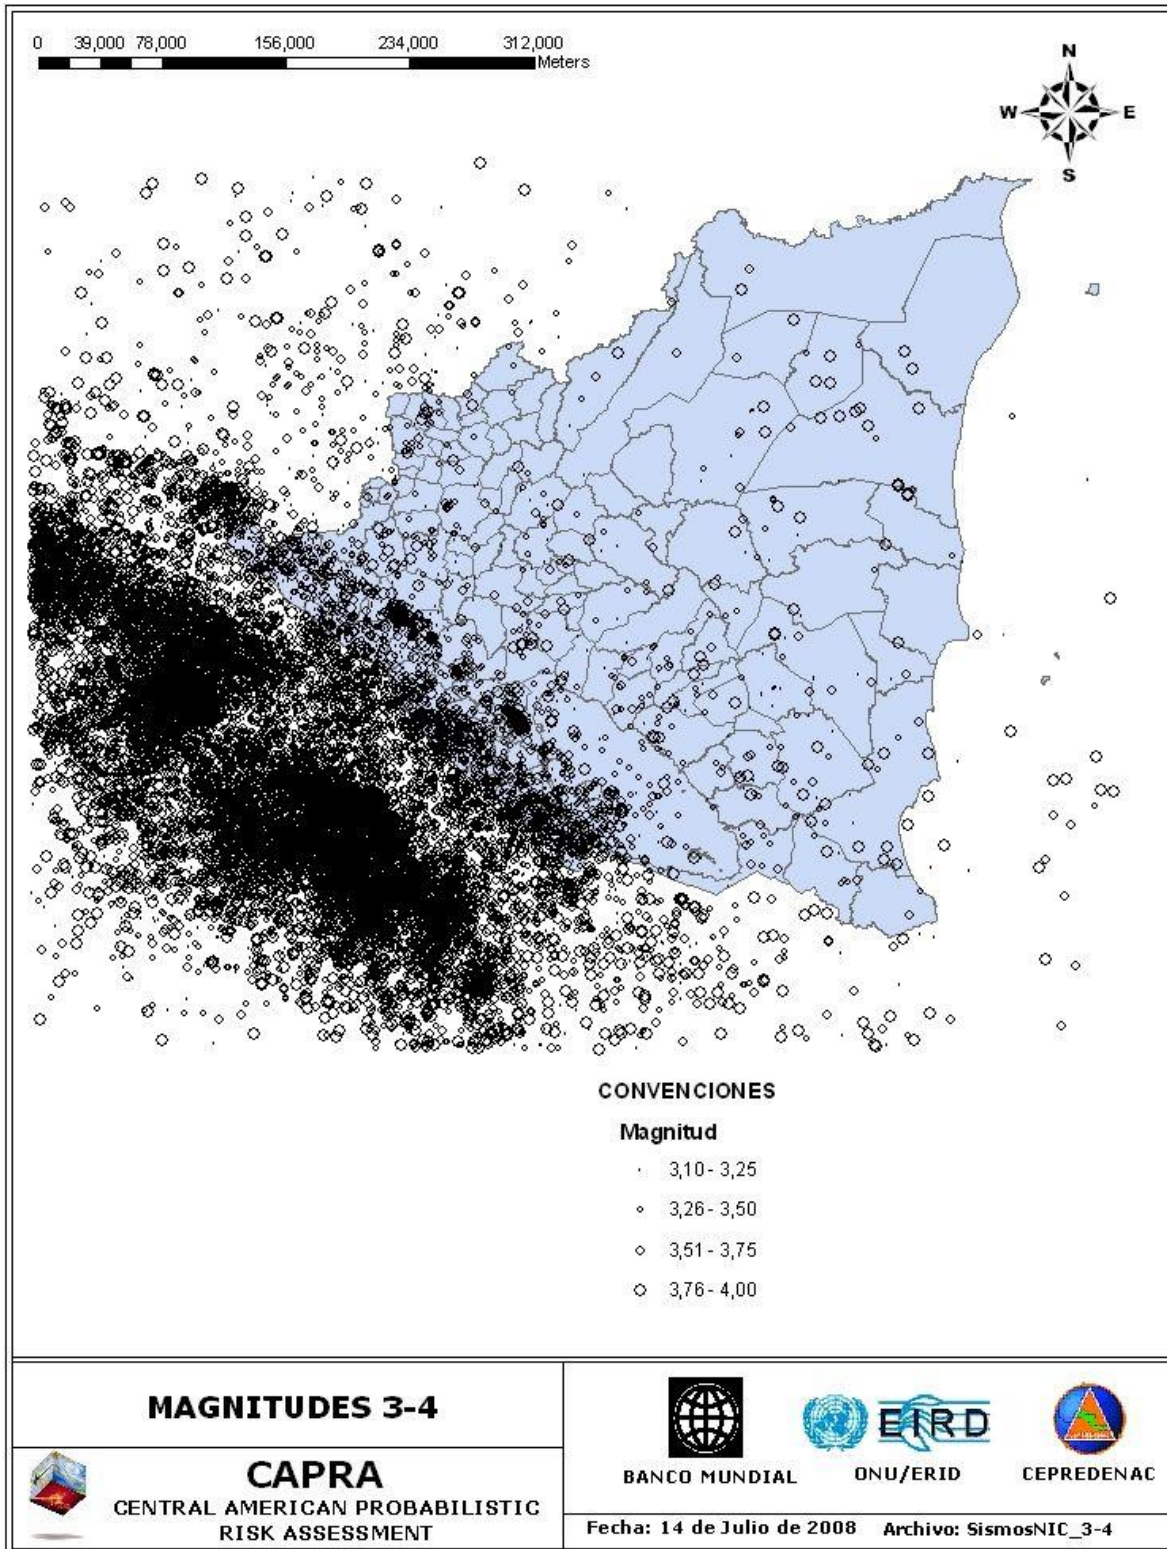 0 39,000 78,000 156,000 234,000 312,000
Meters
N
W E
S
CONVENCIONES
Magnitud
3,10 - 3,25
3,26 - 3,50
3,51 - 3,75
3,76 - 4,00
MAGNITUDES 3-4
CAPRA
CENTRAL AMERICAN PROBABILISTIC
RISK ASSESSMENT
EIRD
BANCO MUNDIAL ONU/ERID CEPREDENAC
Fecha: 14 de Julio de 2008 Archivo: SismosNIC_3-4